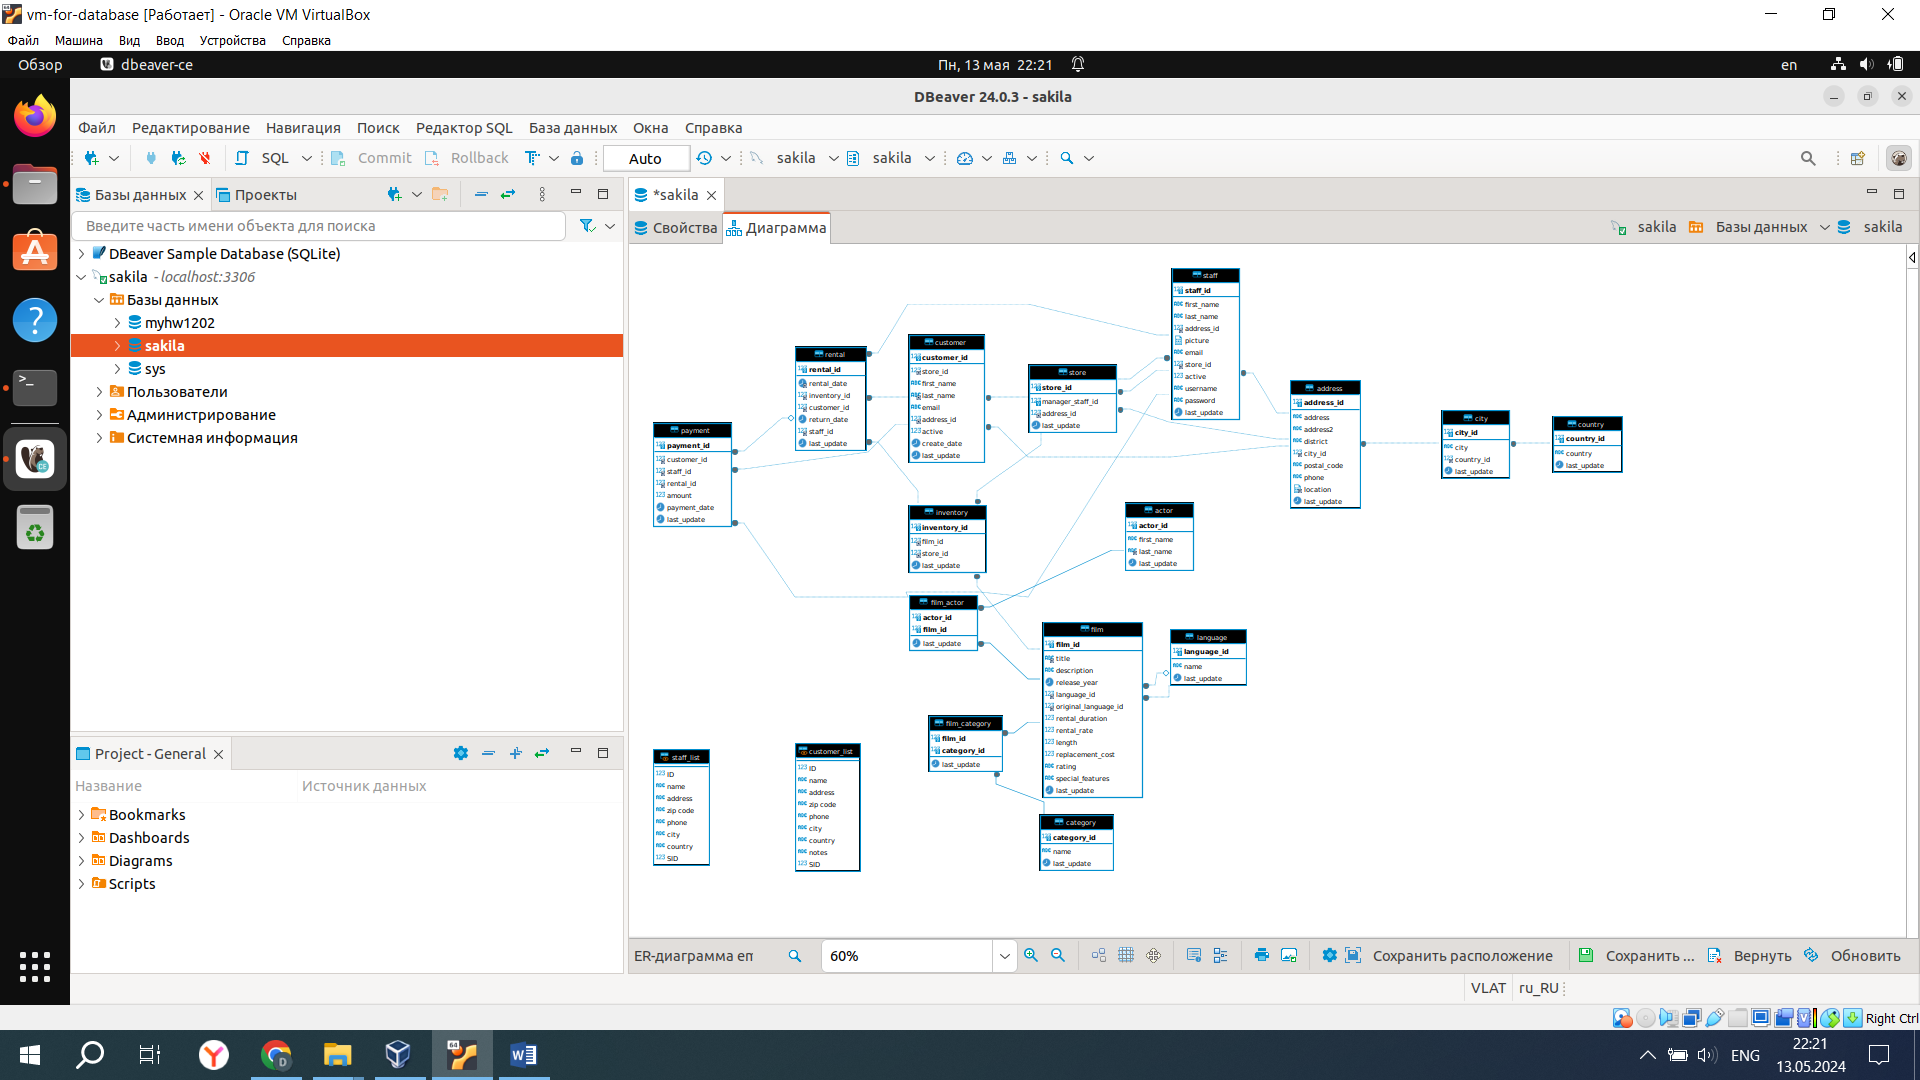 vm-for-database [Работает] - Oracle VM VirtualBox
Файл Машина Вид Ввод Устройства Справка
Обзор dbeaver-ce Пн, 13 мая 22:21 en
DBeaver 24.0.3 - sakila
Файл Редактирование Навигация Поиск Редактор SQL База данных Окна Справка
SQL Commit Rollback Auto sakila sakila
Базы данных Проекты
Введите часть имени объекта для поиска
DBeaver Sample Database (SQLite)
sakila - localhost:3306
Базы данных
myhw1202
sakila
sys
Пользователи
Администрирование
Системная информация
Project - General
Название Источник данных
Bookmarks
Dashboards
Diagrams
Scripts
*sakila
Свойства Диаграмма sakila Базы данных sakila
staff
staff_id
first_name
last_name
address_id
picture
email
store_id
active
username
password
last_update
rental
rental_id
rental_date
inventory_id
customer_id
return_date
staff_id
last_update
customer
customer_id
store_id
first_name
last_name
email
address_id
active
create_date
last_update
store
store_id
manager_staff_id
address_id
last_update
address
address_id
address
address2
district
city_id
postal_code
phone
location
last_update
city
city_id
city
country_id
last_update
country
country_id
country
last_update
payment
payment_id
customer_id
staff_id
rental_id
amount
payment_date
last_update
inventory
inventory_id
film_id
store_id
last_update
actor
actor_id
first_name
last_name
last_update
film_actor
actor_id
film_id
last_update
film
film_id
title
description
release_year
language_id
original_language_id
rental_duration
rental_rate
length
replacement_cost
rating
special_features
last_update
language
language_id
name
last_update
film_category
film_id
category_id
last_update
category
category_id
name
last_update
staff_list
ID
name
address
zip code
phone
city
country
SID
customer_list
ID
name
address
zip code
phone
city
country
notes
SID
ER-диаграмма em 60% Сохранить расположение Сохранить ... Вернуть Обновить
VLAT ru_RU
Right Ctrl
ENG 22:21
13.05.2024